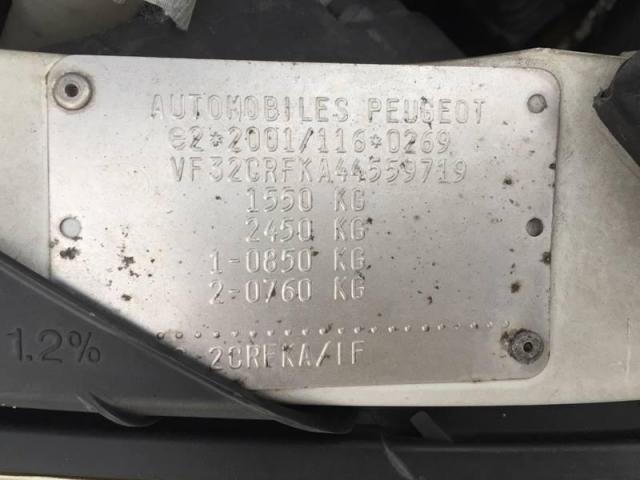 AUTOMOBILES PEUGEOT
e2*2001/116*0269
VF32CRFKA44559719
1550 KG
2450 KG
1-0850 KG
2-0760 KG
2CRFKA/IF
1.2%